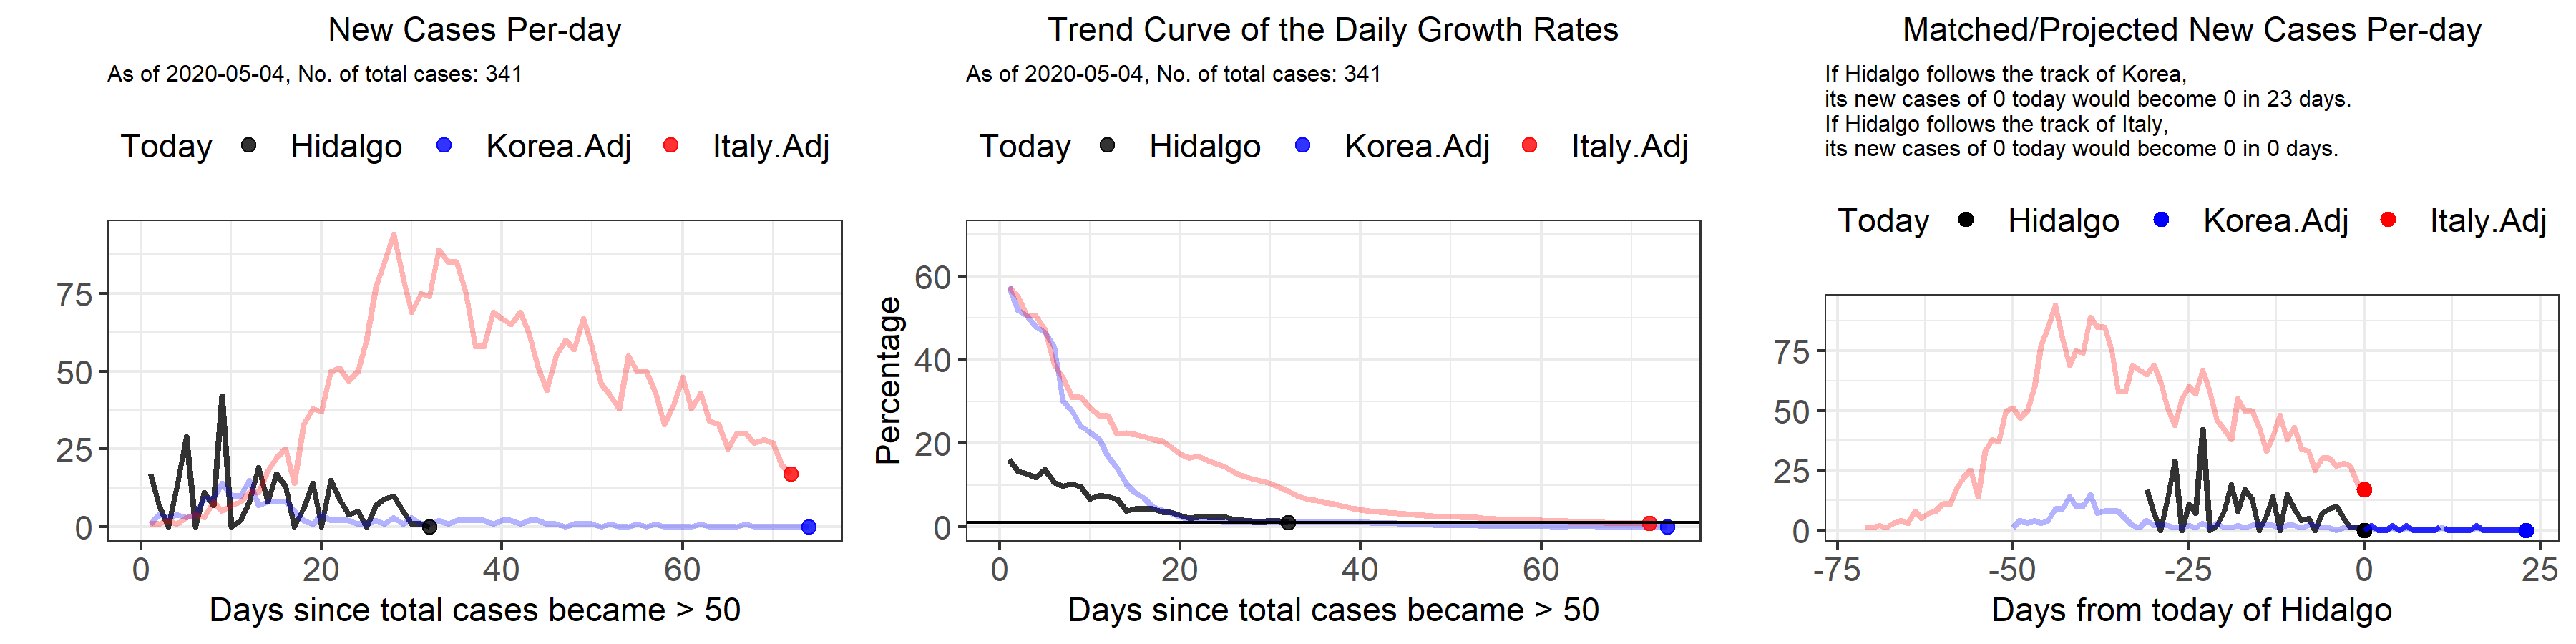 New Cases Per-day
As of 2020-05-04, No. of total cases: 341
Today Hidalgo Korea.Adj Italy.Adj
75
50
25
0
0 20 40 60
Days since total cases became > 50
Trend Curve of the Daily Growth Rates
As of 2020-05-04, No. of total cases: 341
Today Hidalgo Korea.Adj Italy.Adj
Percentage
60
40
20
0
0 20 40 60
Days since total cases became > 50
Matched/Projected New Cases Per-day
If Hidalgo follows the track of Korea,
its new cases of 0 today would become 0 in 23 days.
If Hidalgo follows the track of Italy,
its new cases of 0 today would become 0 in 0 days.
Today Hidalgo Korea.Adj Italy.Adj
75
50
25
0
-75 -50 -25 0 25
Days from today of Hidalgo